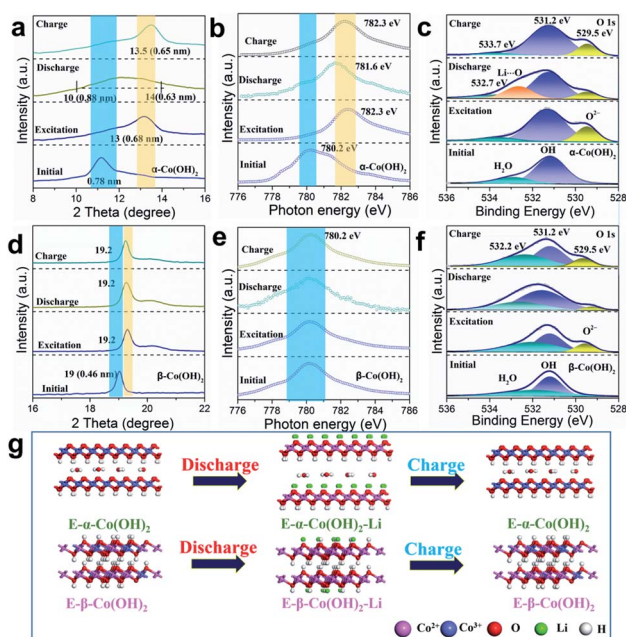 a
Charge
13.5 (0.65 nm)
Discharge
10 (0.88 nm)
14(0.63 nm)
Excitation
13 (0.68 nm)
Initial
α-Co(OH)₂
0.78 nm
8 10 12 14 16
2 Theta (degree)
Intensity (a.u.)
b
Charge
782.3 eV
Discharge
781.6 eV
Excitation
782.3 eV
Initial
780.2 eV
α-Co(OH)₂
776 778 780 782 784 786
Photon energy (eV)
Intensity (a.u.)
c
Charge
531.2 eV
O 1s
533.7 eV
529.5 eV
Discharge
Li···O
532.7 eV
Excitation
O²⁻
Initial
α-Co(OH)₂
H₂O
OH
536 534 532 530 528
Binding Energy (eV)
Intensity (a.u.)
d
Charge
19.2
Discharge
19.2
Excitation
19.2
Initial
19 (0.46 nm)
β-Co(OH)₂
16 18 20 22
2 Theta (degree)
Intensity (a.u.)
e
Charge
780.2 eV
Discharge
Excitation
Initial
β-Co(OH)₂
776 778 780 782 784 786
Photon energy (eV)
Intensity (a.u.)
f
Charge
531.2 eV
O 1s
532.2 eV
529.5 eV
Discharge
Excitation
O²⁻
Initial
β-Co(OH)₂
H₂O
OH
536 534 532 530 528
Binding Energy (eV)
Intensity (a.u.)
g
Discharge
Charge
E-α-Co(OH)₂
E-α-Co(OH)₂-Li
E-α-Co(OH)₂
Discharge
Charge
E-β-Co(OH)₂
E-β-Co(OH)₂-Li
E-β-Co(OH)₂
Co²⁺ Co³⁺ O Li H